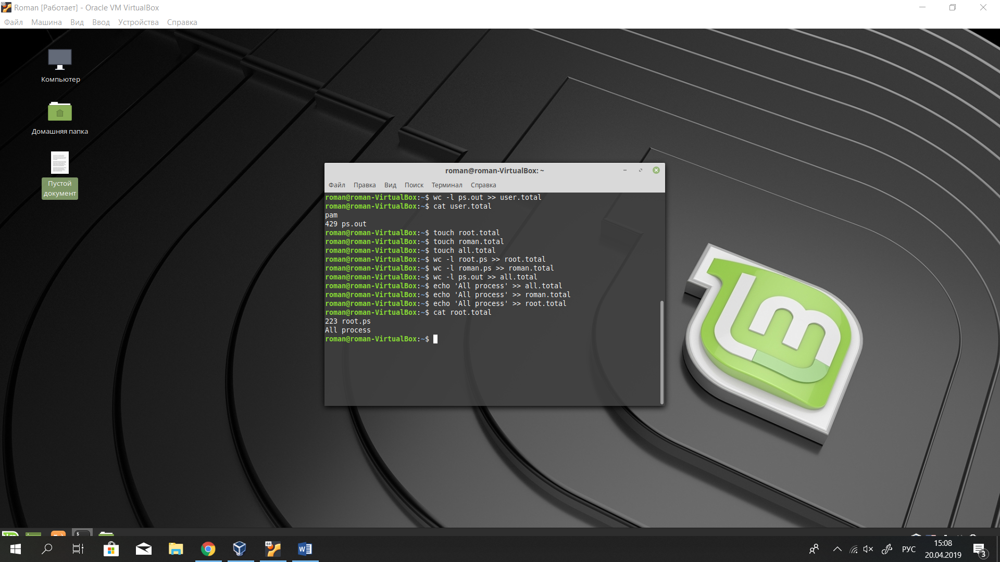 Roman [Работает] - Oracle VM VirtualBox
Файл Машина Вид Ввод Устройства Справка
Компьютер
Домашняя папка
Пустой
документ
roman@roman-VirtualBox: ~
Файл Правка Вид Поиск Терминал Справка
roman@roman-VirtualBox:~$ wc -l ps.out >> user.total
roman@roman-VirtualBox:~$ cat user.total
pam
429 ps.out
roman@roman-VirtualBox:~$ touch root.total
roman@roman-VirtualBox:~$ touch roman.total
roman@roman-VirtualBox:~$ touch all.total
roman@roman-VirtualBox:~$ wc -l root.ps >> root.total
roman@roman-VirtualBox:~$ wc -l roman.ps >> roman.total
roman@roman-VirtualBox:~$ wc -l ps.out >> all.total
roman@roman-VirtualBox:~$ echo 'All process' >> all.total
roman@roman-VirtualBox:~$ echo 'All process' >> roman.total
roman@roman-VirtualBox:~$ echo 'All process' >> root.total
roman@roman-VirtualBox:~$ cat root.total
223 root.ps
All process
roman@roman-VirtualBox:~$
lm
64
W
РУС
15:08
20.04.2019
3